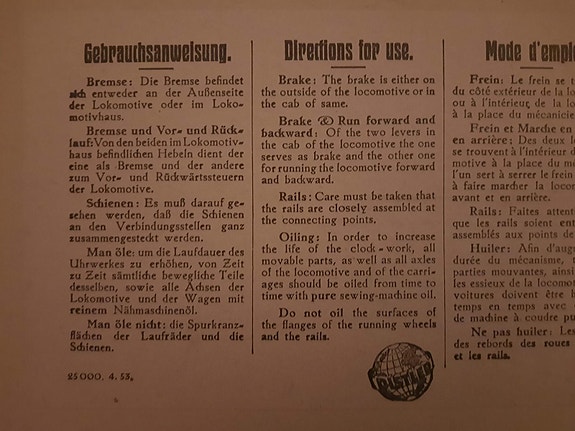 Gebrauchsanweisung.
Bremse: Die Bremse befindet
sich entweder an der Außenseite
der Lokomotive oder im Loko-
motivhaus.
Bremse und Vor- und Rück-
lauf: Von den beiden im Lokomotiv-
haus befindlichen Hebeln dient der
eine als Bremse und der andere
zum Vor- und Rückwärtssteuern
der Lokomotive.
Schienen: Es muß darauf ge-
sehen werden, daß die Schienen
an den Verbindungsstellen ganz
zusammengesteckt werden.
Man öle: um die Laufdauer des
Uhrwerkes zu erhöhen, von Zeit
zu Zeit sämtliche bewegliche Teile
desselben, sowie alle Achsen der
Lokomotive und der Wagen mit
reinem Nähmaschinenöl.
Man öle nicht: die Spurkranz-
flächen der Laufräder und die
Schienen.
25000. 4. 53.
Directions for use.
Brake: The brake is either on
the outside of the locomotive or in
the cab of same.
Brake & Run forward and
backward: Of the two levers in
the cab of the locomotive the one
serves as brake and the other one
for running the locomotive forward
and backward.
Rails: Care must be taken that
the rails are closely assembled at
the connecting points.
Oiling: In order to increase
the life of the clock-work, all
movable parts, as well as all axles
of the locomotive and of the carri-
ages should be oiled from time to
time with pure sewing-machine oil.
Do not oil the surfaces of
the flanges of the running wheels
and the rails.
DISTLER
Mode d'emplo
Frein: Le frein se t
du côté extérieur de la lo
ou à l'intérieur de la loco
à la place du mécanicie
Frein et Marche en
en arrière: Des deux l
se trouvent à l'intérieur d
motive à la place du mé
l'un sert à serrer le frein
à faire marcher la locom
avant et en arrière.
Rails: Faites attent
que les rails soient ent
assemblés aux points de
Huiler: Afin d'augm
durée du mécanisme, t
parties mouvantes, ainsi
les essieux de la locomot
voitures doivent être h
temps en temps avec
de machine à coudre pu
Ne pas huiler: Les
des rebords des roues
et les rails.